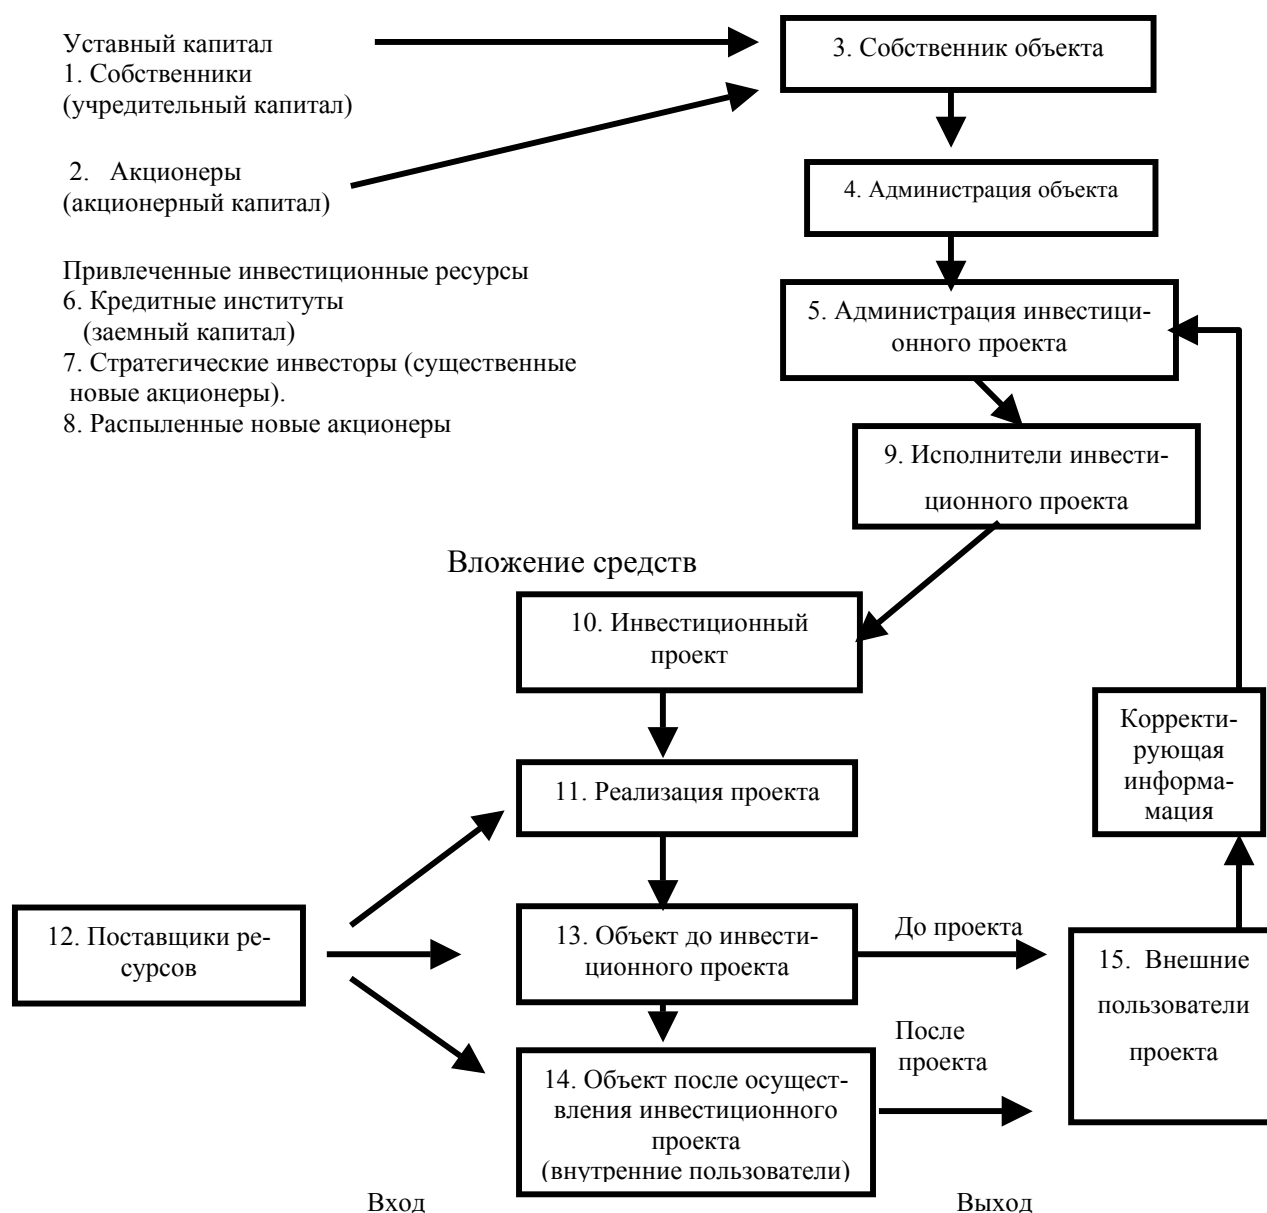 Уставный капитал
1. Собственники
(учредительный капитал)
2. Акционеры
(акционерный капитал)
Привлеченные инвестиционные ресурсы
6. Кредитные институты
(заемный капитал)
7. Стратегические инвесторы (существенные
новые акционеры).
8. Распыленные новые акционеры
3. Собственник объекта
4. Администрация объекта
5. Администрация инвестици-
онного проекта
9. Исполнители инвести-
ционного проекта
Вложение средств
10. Инвестиционный
проект
11. Реализация проекта
12. Поставщики ре-
сурсов
13. Объект до инвести-
ционного проекта
14. Объект после осущест-
вления инвестиционного
проекта
(внутренние пользователи)
До проекта
После
проекта
Корректи-
рующая
информа-
мация
15. Внешние
пользователи
проекта
Вход
Выход